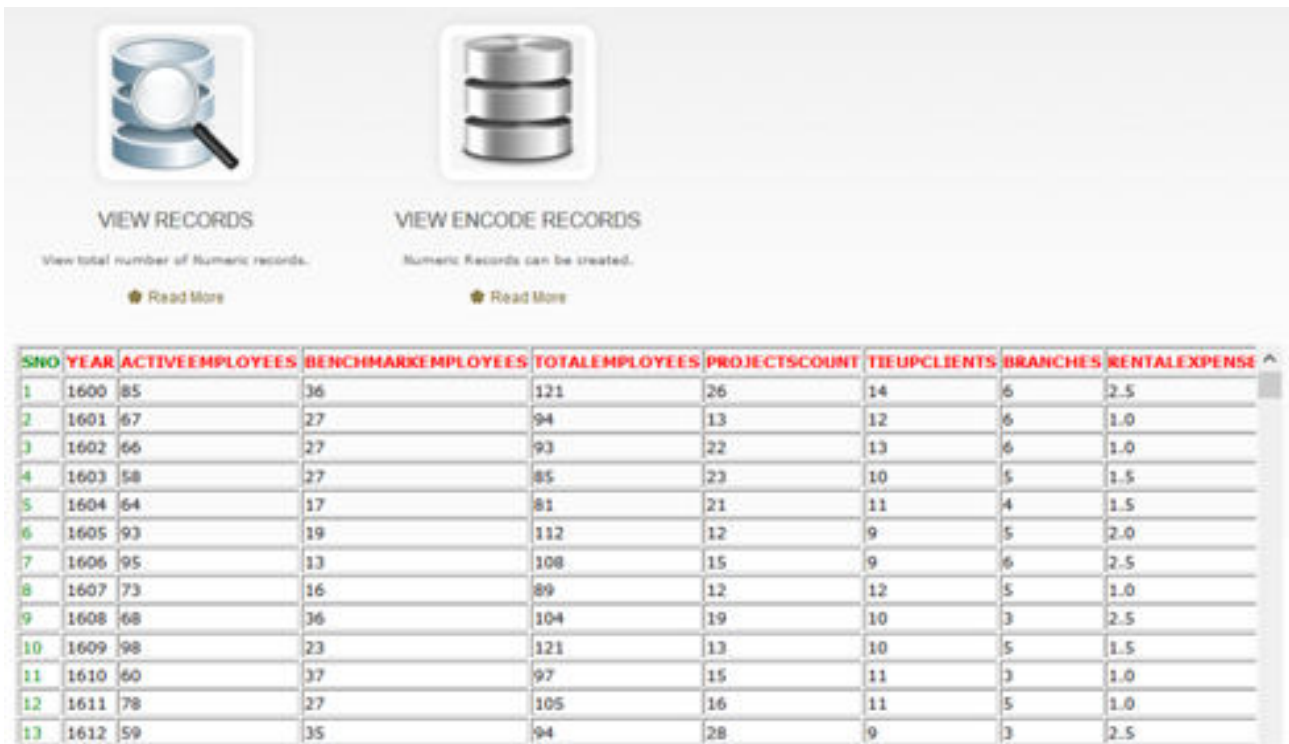 VIEW RECORDS VIEW ENCODE RECORDS
View total number of Numeric records. Numeric Records can be created.
Read More Read More
SNO YEAR ACTIVEEMPLOYEES BENCHMARKEMPLOYEES TOTALEMPLOYEES PROJECTSCOUNT TIEUPCLIENTS BRANCHES RENTALEXPENSE
1 1600 85 36 121 26 14 6 2.5
2 1601 67 27 94 13 12 6 1.0
3 1602 66 27 93 22 13 6 1.0
4 1603 58 27 85 23 10 5 1.5
5 1604 64 17 81 21 11 4 1.5
6 1605 93 19 112 12 9 5 2.0
7 1606 95 13 108 15 9 6 2.5
8 1607 73 16 89 12 12 5 1.0
9 1608 68 36 104 19 10 3 2.5
10 1609 98 23 121 13 10 5 1.5
11 1610 60 37 97 15 11 3 1.0
12 1611 78 27 105 16 11 5 1.0
13 1612 59 35 94 28 9 3 2.5